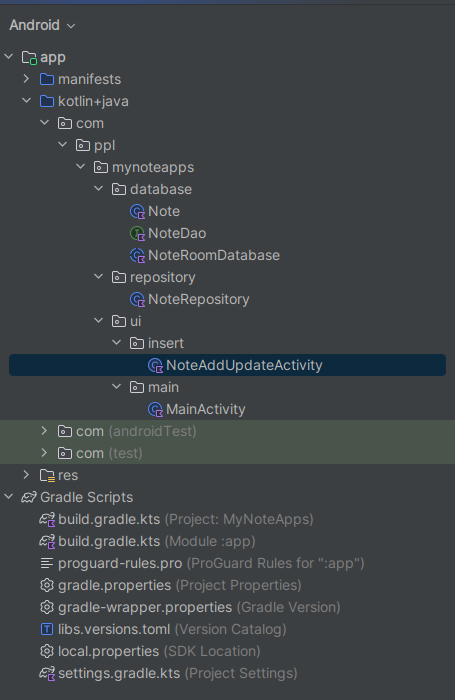 Android
app
manifests
kotlin+java
com
ppl
mynoteapps
database
Note
NoteDao
NoteRoomDatabase
repository
NoteRepository
ui
insert
NoteAddUpdateActivity
main
MainActivity
com (androidTest)
com (test)
res
Gradle Scripts
build.gradle.kts (Project: MyNoteApps)
build.gradle.kts (Module :app)
proguard-rules.pro (ProGuard Rules for ":app")
gradle.properties (Project Properties)
gradle-wrapper.properties (Gradle Version)
libs.versions.toml (Version Catalog)
local.properties (SDK Location)
settings.gradle.kts (Project Settings)